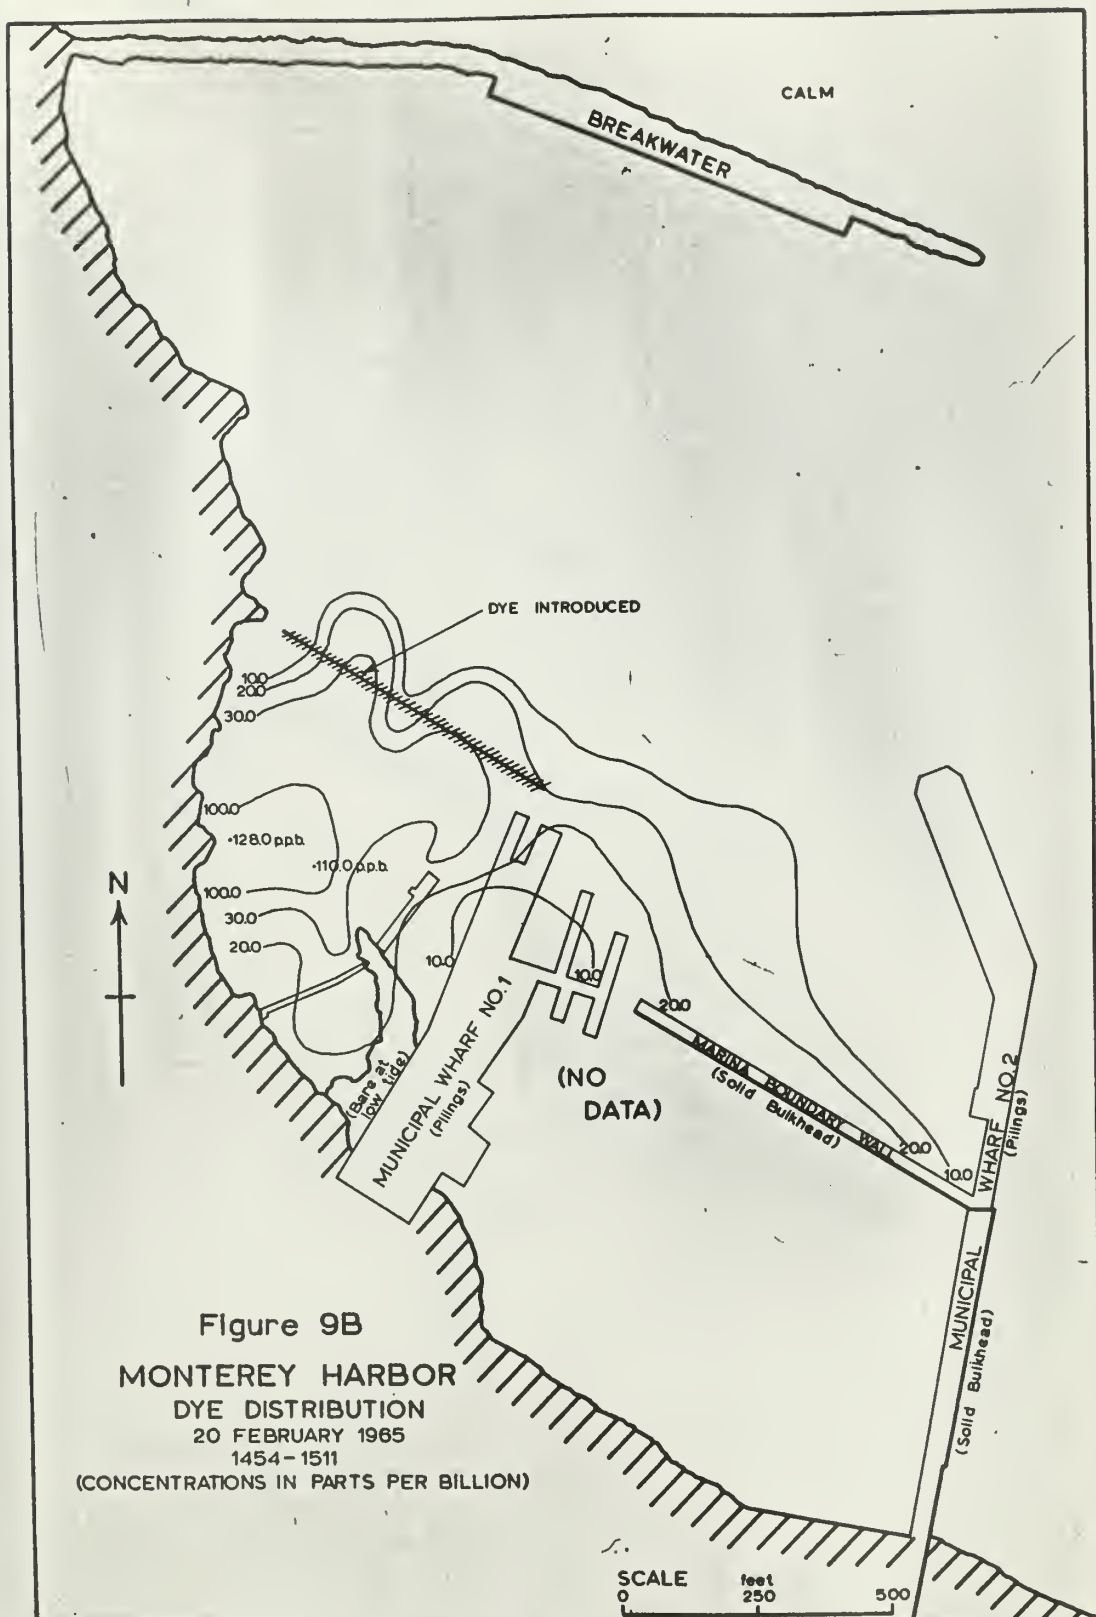 CALM
BREAKWATER
DYE INTRODUCED
10.0
20.0
30.0
100.0
128.0 p.p.b.
110.0 p.p.b.
100.0
30.0
20.0
10.0
10.0
20.0
N
MARINA BOUNDARY WALL
(Solid Bulkhead)
(NO
DATA)
20.0
10.0
MUNICIPAL WHARF NO. 1
(Pilings)
(Bare at
low tide)
MUNICIPAL WHARF NO. 2
(Pilings)
(Solid Bulkhead)
Figure 9B
MONTEREY HARBOR
DYE DISTRIBUTION
20 FEBRUARY 1965
1454-1511
(CONCENTRATIONS IN PARTS PER BILLION)
SCALE feet
0 250 500